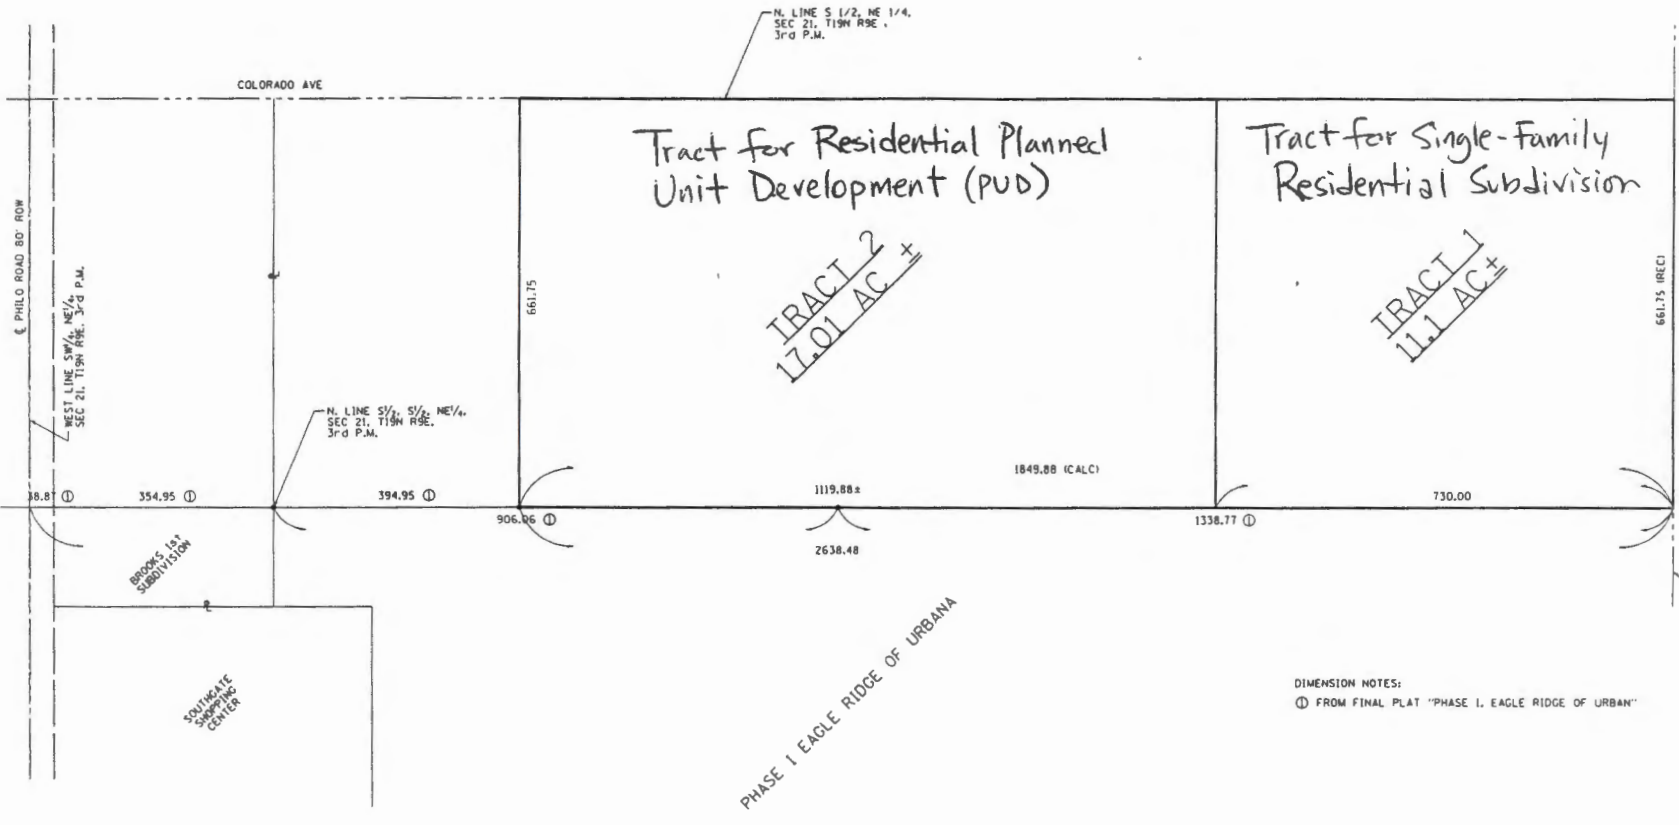 N. LINE S 1/2, NE 1/4,
SEC 21, T19N R9E .
3rd P.M.
COLORADO AVE
Tract for Residential Planned
Unit Development (PUD)
Tract for Single-Family
Residential Subdivision
℄ PHILO ROAD 80' ROW
WEST LINE SW¼, NE¼,
SEC 21, T19N R9E, 3rd P.M.
661.75
TRACT 2
17.01 AC ±
TRACT 1
11.1 AC±
661.75 (REC)
N. LINE S½, S½, NE¼,
SEC 21, T19N R9E,
3rd P.M.
1849.88 (CALC)
38.87 ①
354.95 ①
394.95 ①
1119.88±
730.00
906.06 ①
1338.77 ①
2638.48
BROOKS 1st
SUBDIVISION
SOUTHGATE
SHOPPING
CENTER
PHASE 1 EAGLE RIDGE OF URBANA
DIMENSION NOTES:
① FROM FINAL PLAT "PHASE I, EAGLE RIDGE OF URBAN"